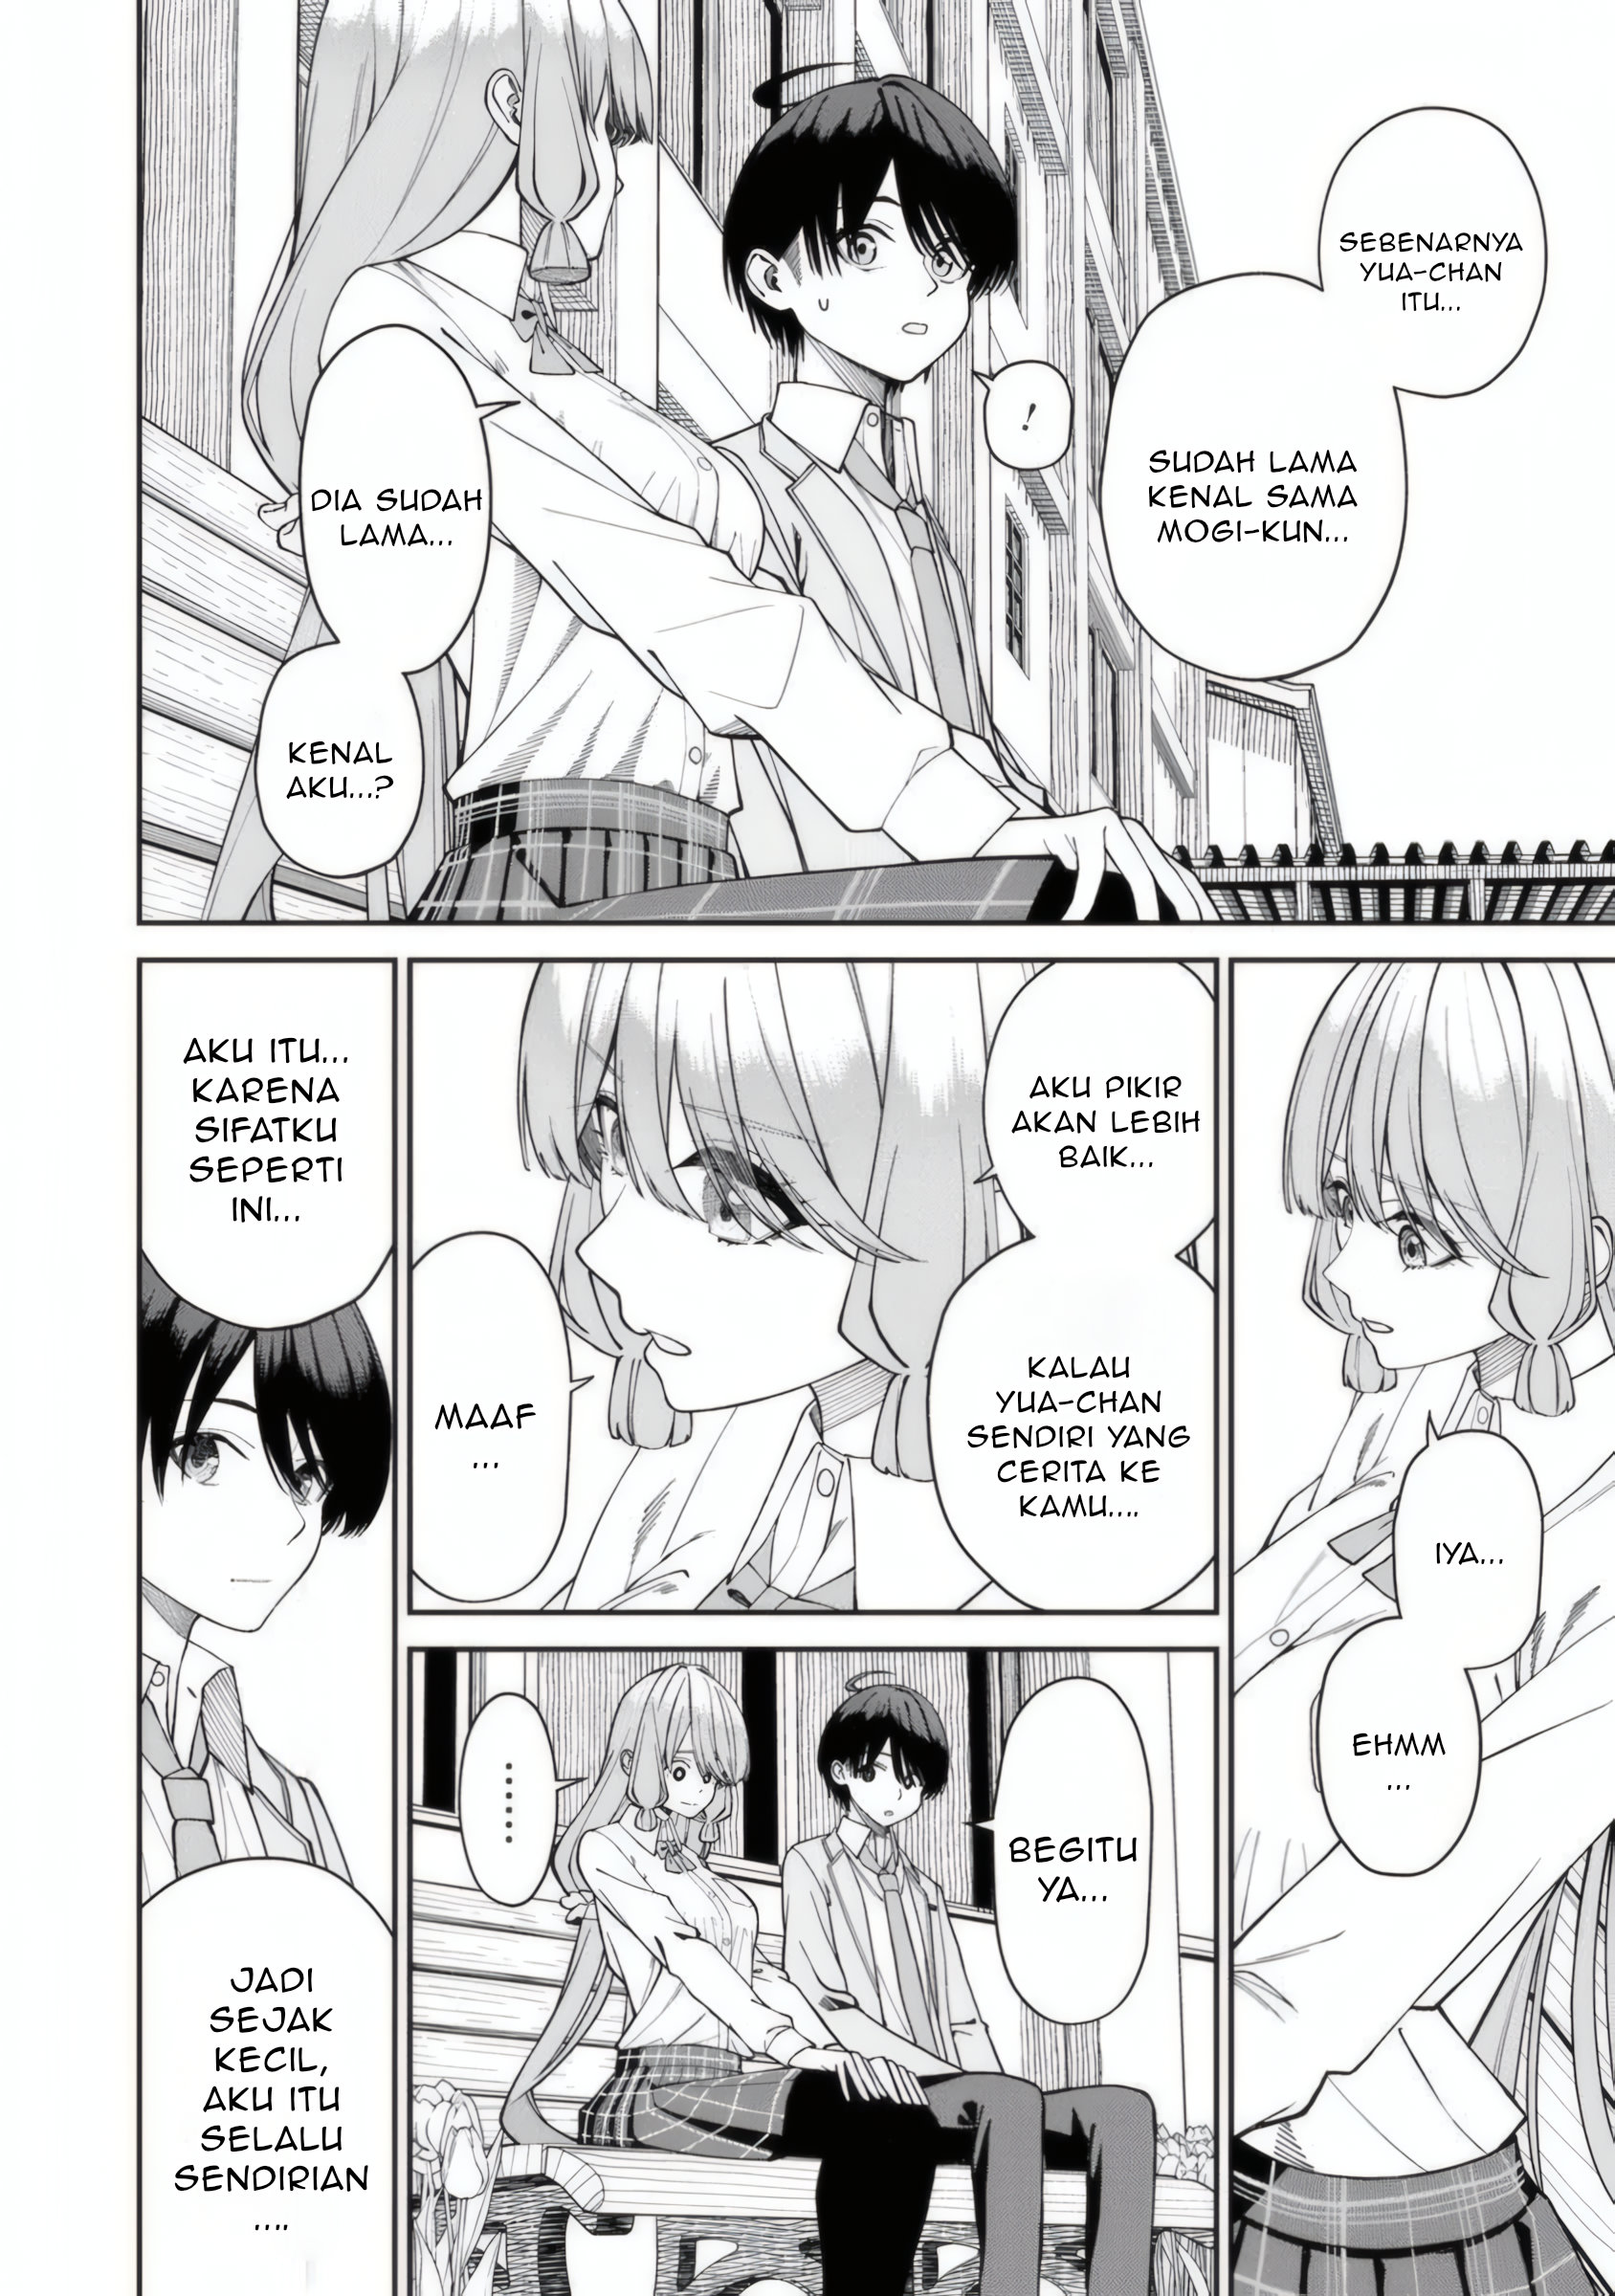 SEBENARNYA
YUA-CHAN
ITU...
SUDAH LAMA
KENAL SAMA
MOGI-KUN...
!
DIA SUDAH
LAMA...
KENAL
AKU...?
IYA...
EHMM
...
AKU PIKIR
AKAN LEBIH
BAIK...
KALAU
YUA-CHAN
SENDIRI YANG
CERITA KE
KAMU....
MAAF
...
BEGITU
YA...
......
AKU ITU...
KARENA
SIFATKU
SEPERTI
INI...
JADI
SEJAK
KECIL,
AKU ITU
SELALU
SENDIRIAN
....